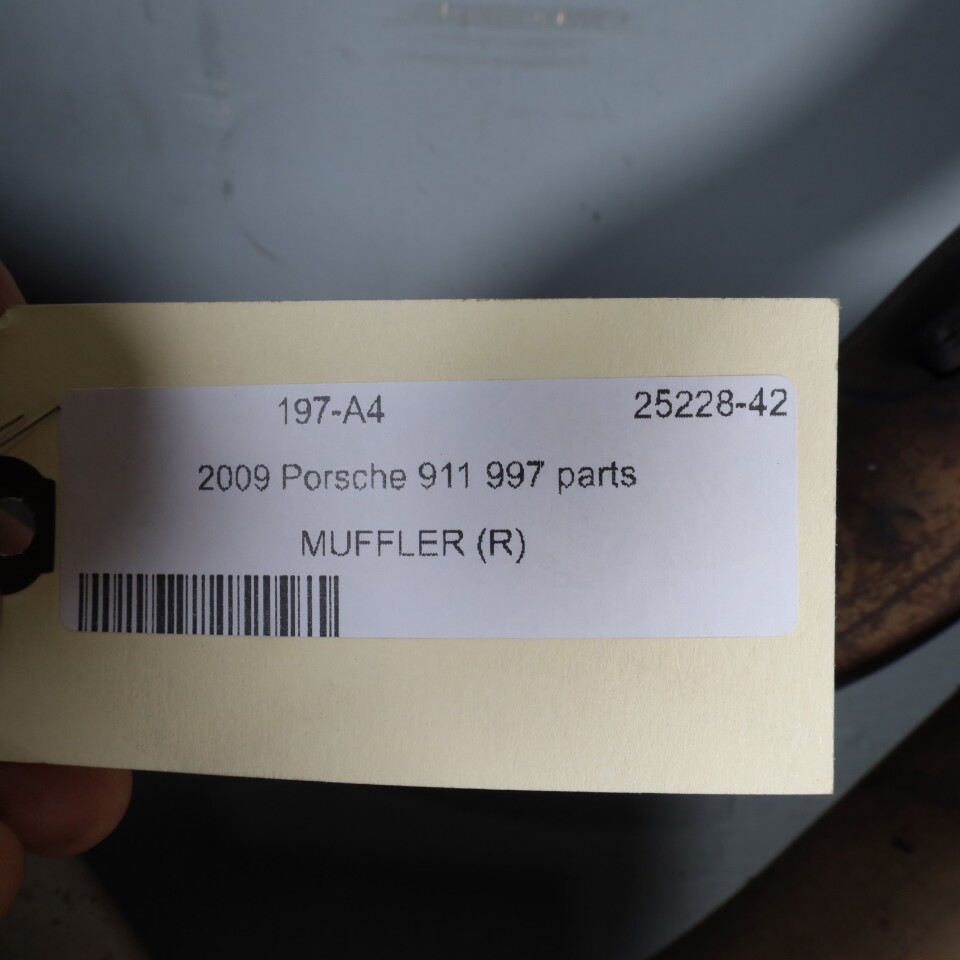 197-A4 25228-42
2009 Porsche 911 997 parts
MUFFLER (R)